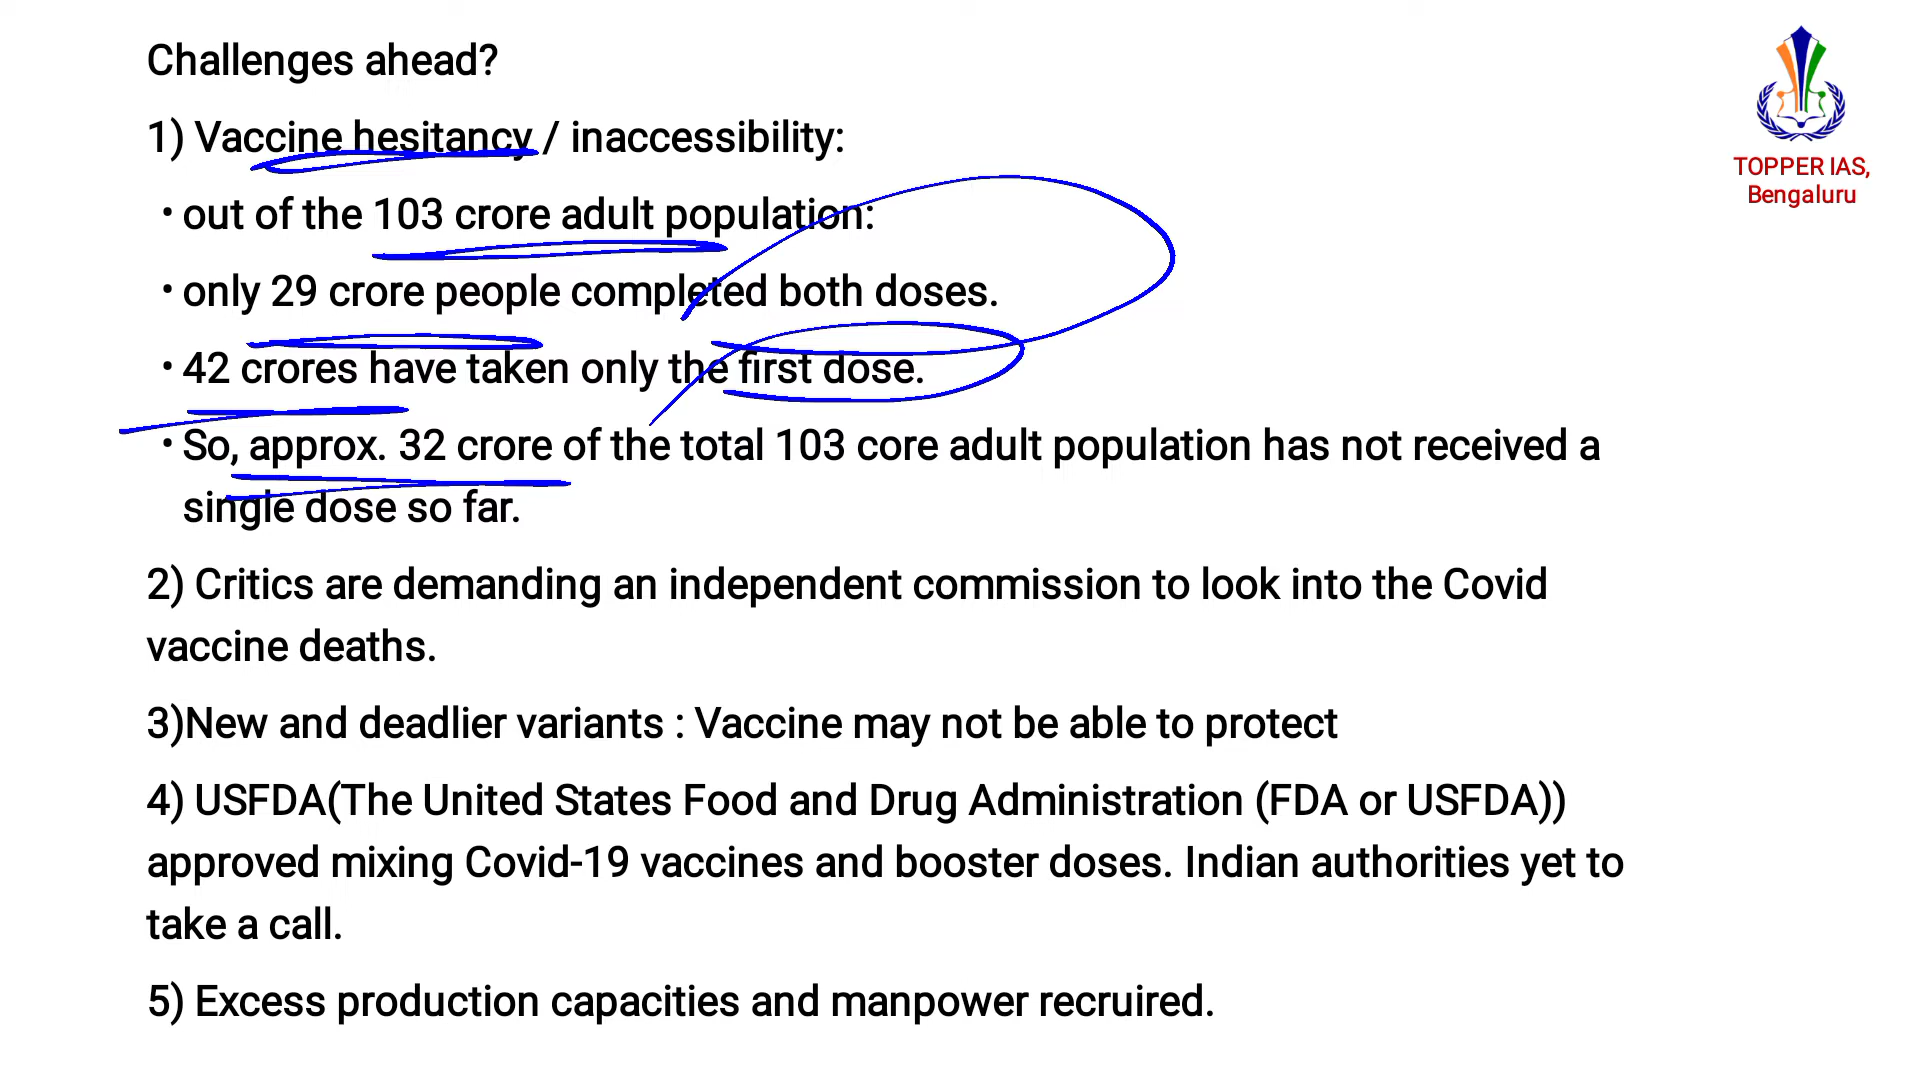 Challenges ahead?
1) Vaccine hesitancy / inaccessibility:
• out of the 103 crore adult population:
• only 29 crore people completed both doses.
• 42 crores have taken only the first dose.
• So, approx. 32 crore of the total 103 core adult population has not received a
single dose so far.
2) Critics are demanding an independent commission to look into the Covid
vaccine deaths.
3)New and deadlier variants : Vaccine may not be able to protect
4) USFDA(The United States Food and Drug Administration (FDA or USFDA))
approved mixing Covid-19 vaccines and booster doses. Indian authorities yet to
take a call.
5) Excess production capacities and manpower recruired.
TOPPER IAS,
Bengaluru